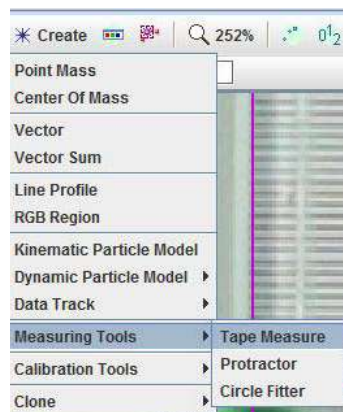 Create 252% 0¹2
Point Mass
Center Of Mass
Vector
Vector Sum
Line Profile
RGB Region
Kinematic Particle Model
Dynamic Particle Model
Data Track
Measuring Tools
Tape Measure
Calibration Tools
Protractor
Clone
Circle Fitter